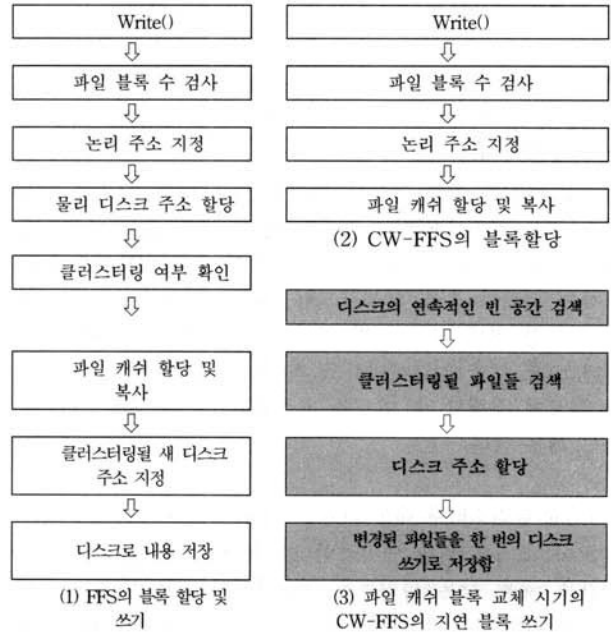 Write()
파일 블록 수 검사
논리 주소 지정
물리 디스크 주소 할당
클러스터링 여부 확인
파일 캐쉬 할당 및
복사
클러스터링될 새 디스크
주소 지정
디스크로 내용 저장
(1) FFS의 블록 할당 및
쓰기
Write()
파일 블록 수 검사
논리 주소 지정
파일 캐쉬 할당 및 복사
(2) CW-FFS의 블록할당
디스크의 연속적인 빈 공간 검색
클러스터링될 파일들 검색
디스크 주소 할당
변경된 파일들을 한 번의 디스크
쓰기로 저장함
(3) 파일 캐쉬 블록 교체 시기의
CW-FFS의 지연 블록 쓰기